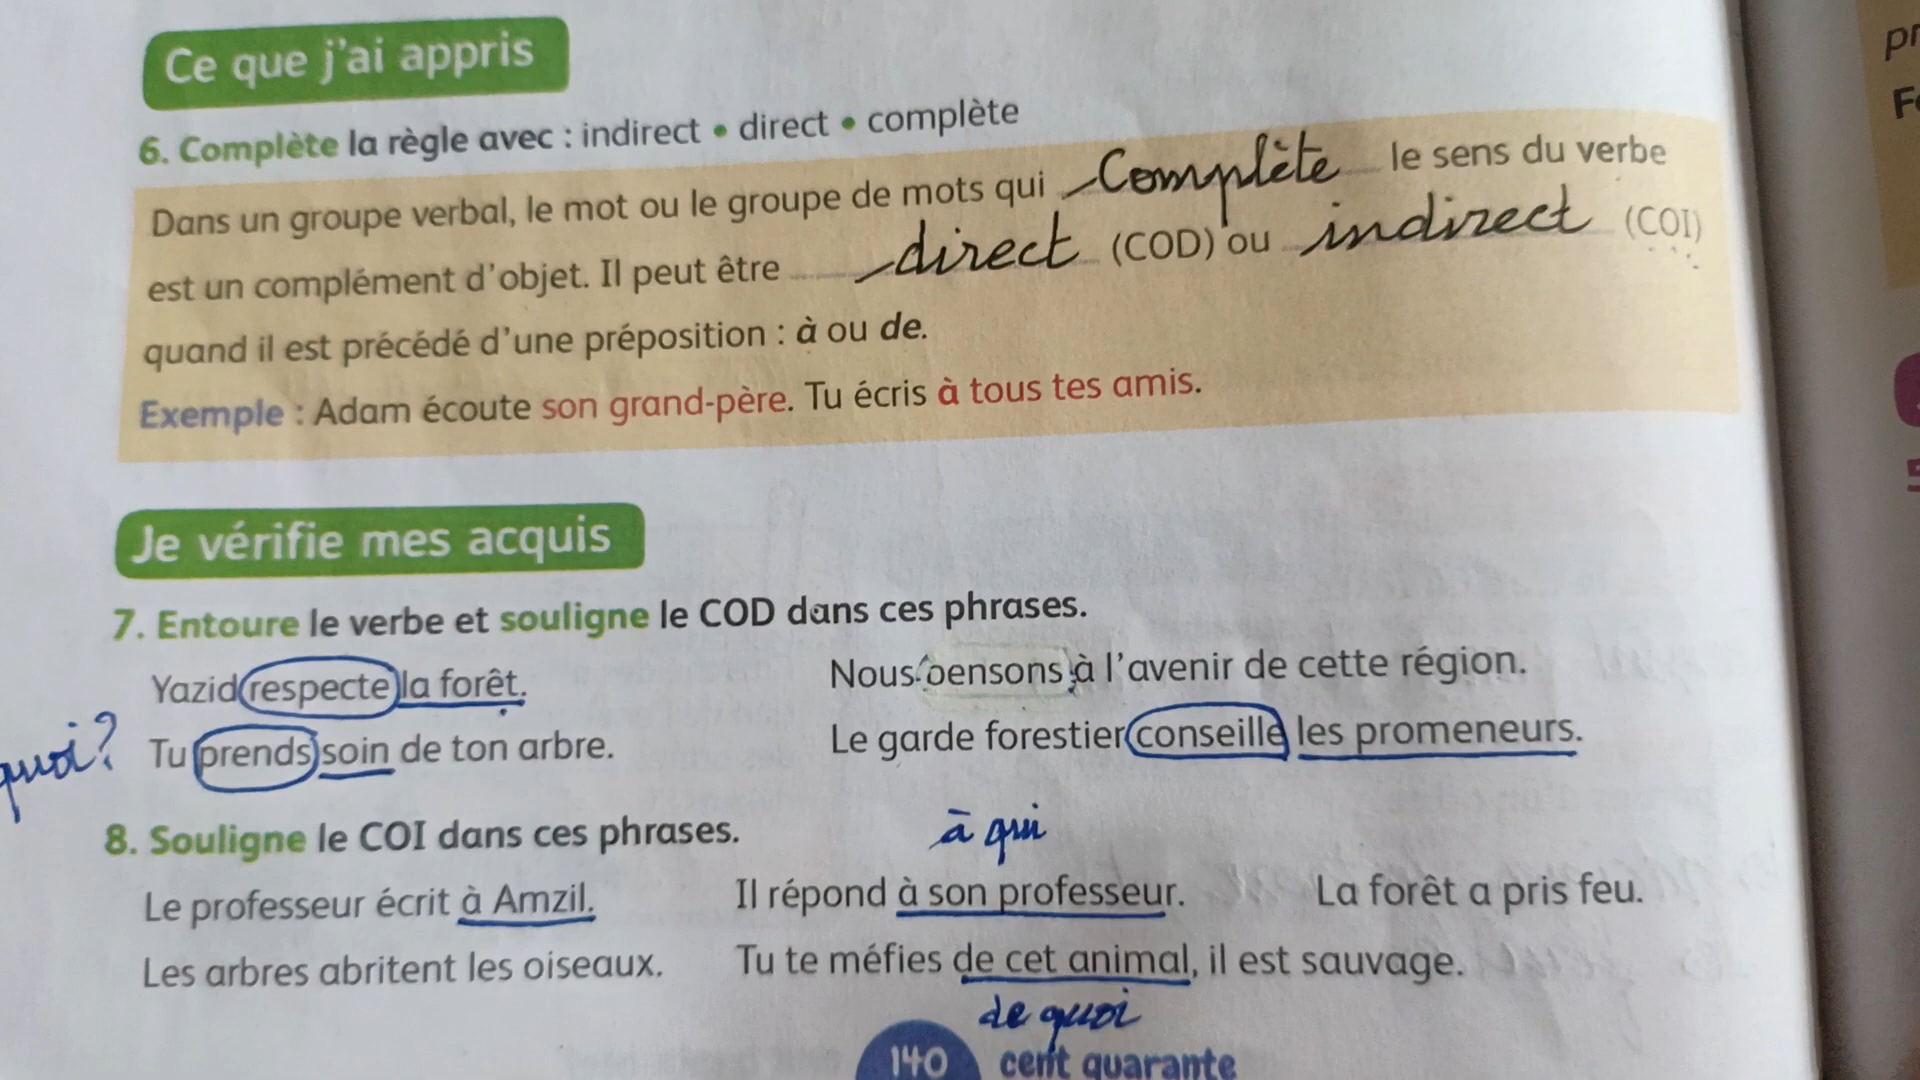 Ce que j'ai appris
6. Complète la règle avec : indirect • direct • complète
Dans un groupe verbal, le mot ou le groupe de mots qui Complète le sens du verbe
est un complément d'objet. Il peut être direct (COD) ou indirect (COI)
quand il est précédé d'une préposition : à ou de.
Exemple : Adam écoute son grand-père. Tu écris à tous tes amis.
Je vérifie mes acquis
7. Entoure le verbe et souligne le COD dans ces phrases.
Yazid respecte la forêt. Nous pensons à l'avenir de cette région.
quoi? Tu prends soin de ton arbre. Le garde forestier conseille les promeneurs.
8. Souligne le COI dans ces phrases.
à qui
Le professeur écrit à Amzil. Il répond à son professeur. La forêt a pris feu.
Les arbres abritent les oiseaux. Tu te méfies de cet animal, il est sauvage.
de quoi
140 cent quarante